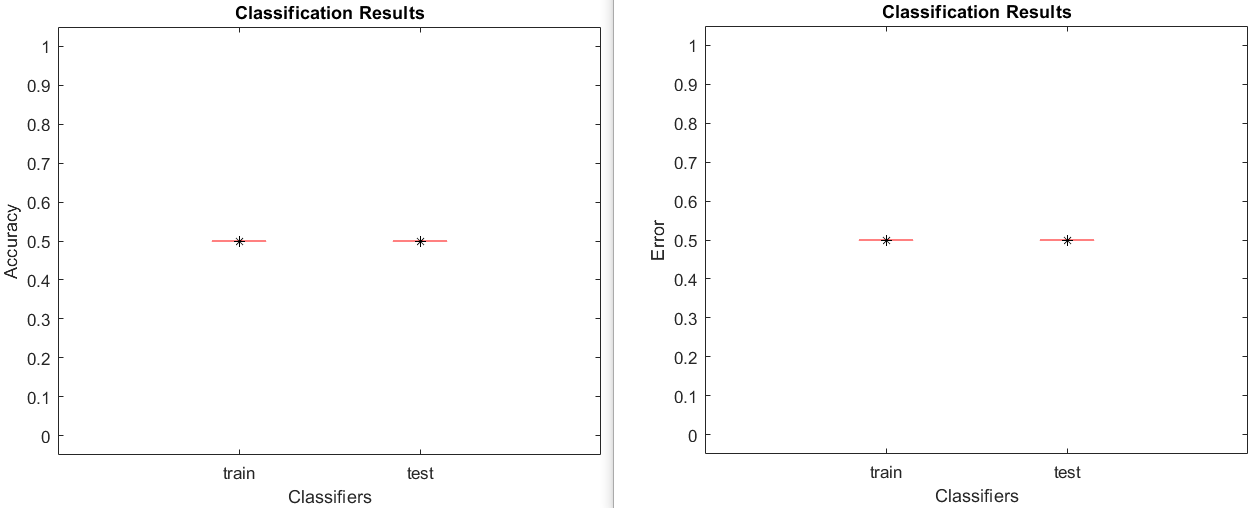 Classification Results
1
0.9
0.8
0.7
0.6
0.5
0.4
0.3
0.2
0.1
0
Accuracy
train test
Classifiers
Classification Results
1
0.9
0.8
0.7
0.6
0.5
0.4
0.3
0.2
0.1
0
Error
train test
Classifiers